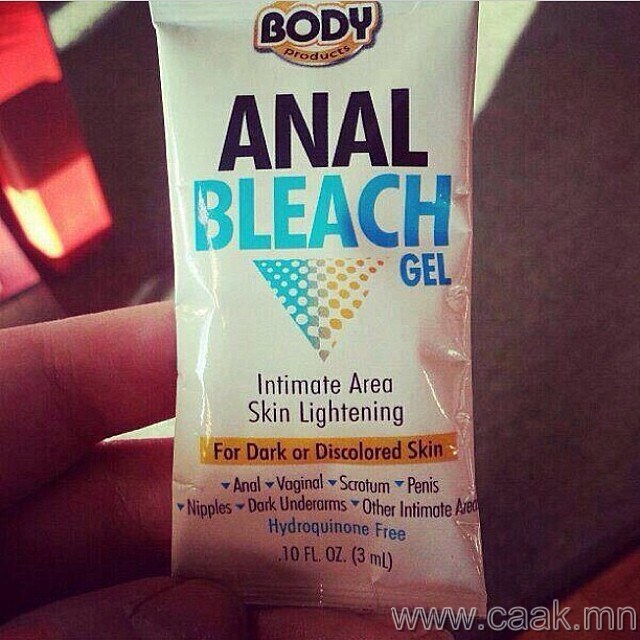 BODY
products
ANAL
BLEACH
GEL
Intimate Area
Skin Lightening
For Dark or Discolored Skin
▼Anal ▼Vaginal ▼Scrotum ▼Penis
▼Nipples ▼Dark Underarms ▼Other Intimate Area
Hydroquinone Free
.10 FL. OZ. (3 mL)
www.caak.mn